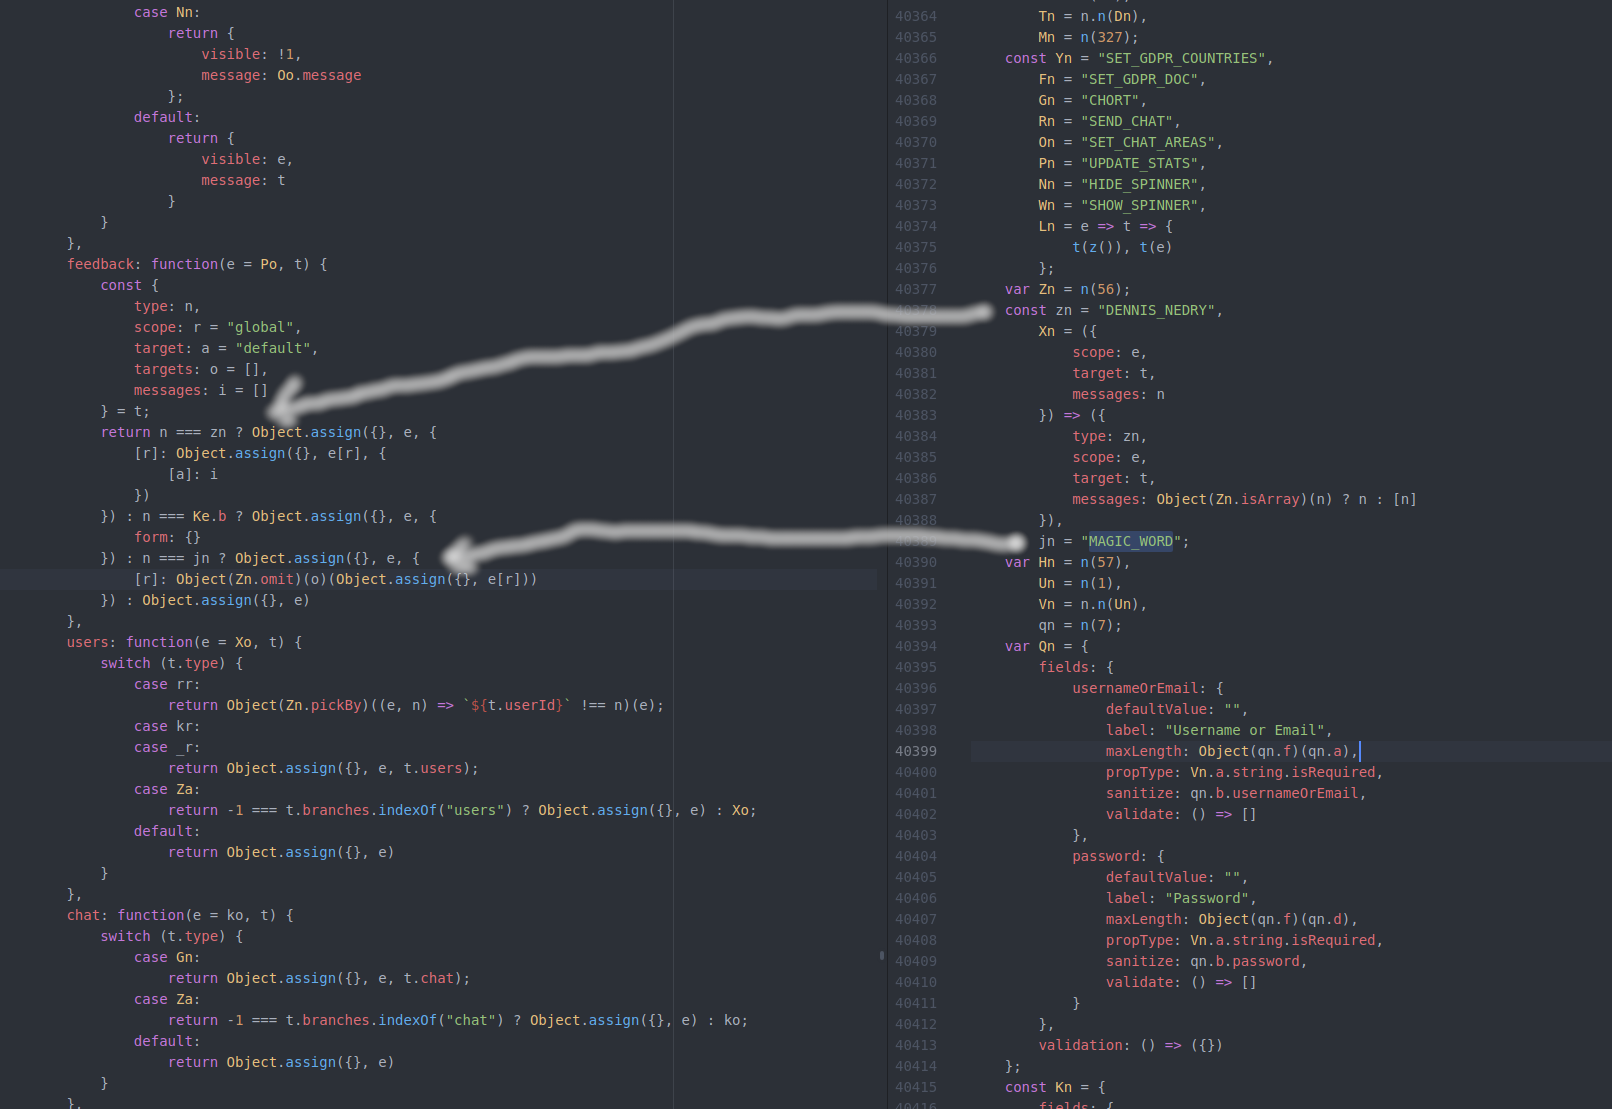 case Nn:
return {
visible: !1,
message: Oo.message
};
default:
return {
visible: e,
message: t
}
}
},
feedback: function(e = Po, t) {
const {
type: n,
scope: r = "global",
target: a = "default",
targets: o = [],
messages: i = []
} = t;
return n === zn ? Object.assign({}, e, {
[r]: Object.assign({}, e[r], {
[a]: i
})
}) : n === Ke.b ? Object.assign({}, e, {
form: {}
}) : n === jn ? Object.assign({}, e, {
[r]: Object(Zn.omit)(o)(Object.assign({}, e[r]))
}) : Object.assign({}, e)
},
users: function(e = Xo, t) {
switch (t.type) {
case rr:
return Object(Zn.pickBy)((e, n) => `${t.userId}` !== n)(e);
case kr:
case _r:
return Object.assign({}, e, t.users);
case Za:
return -1 === t.branches.indexOf("users") ? Object.assign({}, e) : Xo;
default:
return Object.assign({}, e)
}
},
chat: function(e = ko, t) {
switch (t.type) {
case Gn:
return Object.assign({}, e, t.chat);
case Za:
return -1 === t.branches.indexOf("chat") ? Object.assign({}, e) : ko;
default:
return Object.assign({}, e)
}
},
40364 Tn = n.n(Dn),
40365 Mn = n(327);
40366 const Yn = "SET_GDPR_COUNTRIES",
40367 Fn = "SET_GDPR_DOC",
40368 Gn = "CHORT",
40369 Rn = "SEND_CHAT",
40370 On = "SET_CHAT_AREAS",
40371 Pn = "UPDATE_STATS",
40372 Nn = "HIDE_SPINNER",
40373 Wn = "SHOW_SPINNER",
40374 Ln = e => t => {
40375 t(z()), t(e)
40376 };
40377 var Zn = n(56);
const zn = "DENNIS_NEDRY",
40379 Xn = ({
40380 scope: e,
40381 target: t,
40382 messages: n
40383 }) => ({
40384 type: zn,
40385 scope: e,
40386 target: t,
40387 messages: Object(Zn.isArray)(n) ? n : [n]
40388 }),
jn = "MAGIC_WORD";
40390 var Hn = n(57),
40391 Un = n(1),
40392 Vn = n.n(Un),
40393 qn = n(7);
40394 var Qn = {
40395 fields: {
40396 usernameOrEmail: {
40397 defaultValue: "",
40398 label: "Username or Email",
40399 maxLength: Object(qn.f)(qn.a),
40400 propType: Vn.a.string.isRequired,
40401 sanitize: qn.b.usernameOrEmail,
40402 validate: () => []
40403 },
40404 password: {
40405 defaultValue: "",
40406 label: "Password",
40407 maxLength: Object(qn.f)(qn.d),
40408 propType: Vn.a.string.isRequired,
40409 sanitize: qn.b.password,
40410 validate: () => []
40411 }
40412 },
40413 validation: () => ({})
40414 };
40415 const Kn = {
40416 fields: {